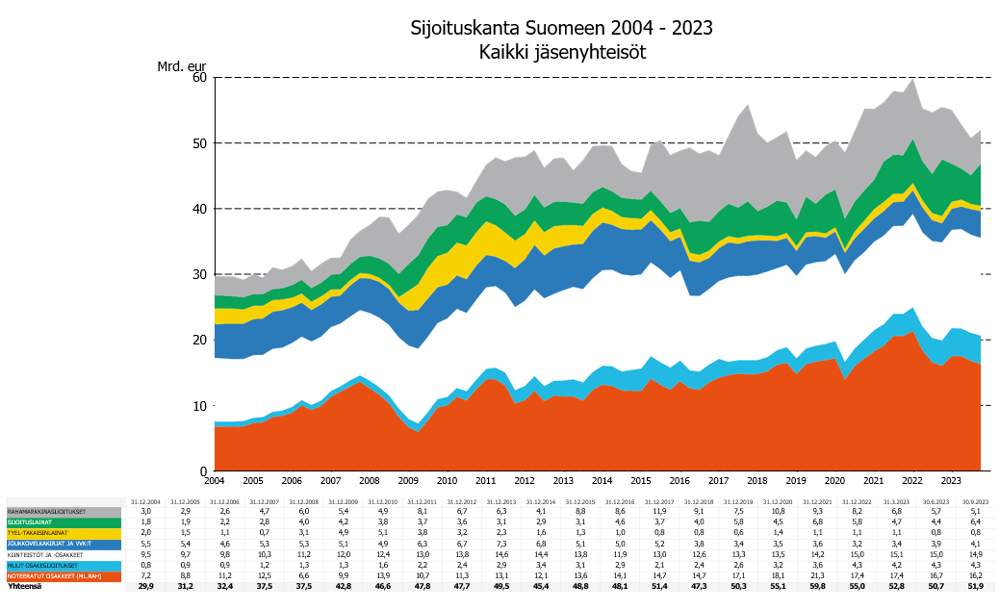 Sijoituskanta Suomeen 2004 - 2023
Kaikki jäsenyhteisöt
Mrd. eur
60
50
40
30
20
10
0
2004 2005 2006 2007 2008 2009 2010 2011 2012 2013 2014 2015 2016 2017 2018 2019 2020 2021 2022 2023
31.12.2004 31.12.2005 31.12.2006 31.12.2007 31.12.2008 31.12.2009 31.12.2010 31.12.2011 31.12.2012 31.12.2013 31.12.2014 31.12.2015 31.12.2016 31.12.2017 31.12.2018 31.12.2019 31.12.2020 31.12.2021 31.12.2022 31.3.2023 30.6.2023 30.9.2023
RAHAMARKKINASIJOITUKSET 3,0 2,9 2,6 4,7 6,0 5,4 4,9 8,1 6,7 6,3 4,1 8,8 8,6 11,9 9,1 7,5 10,8 9,3 8,2 6,8 5,7 5,1
SIJOITUSLAINAT 1,8 1,9 2,2 2,8 4,0 4,2 3,8 3,7 3,6 3,1 2,9 3,1 4,6 3,7 4,0 5,8 4,5 6,8 5,8 4,7 4,4 6,4
TYEL-TAKAISINLAINAT 2,0 1,5 1,1 0,7 3,1 4,9 5,1 3,8 3,2 2,3 1,6 1,3 1,0 0,8 0,8 0,6 1,4 1,1 1,1 1,1 0,8 0,8
JOUKKOVELKAKIRJAT JA VVK:T 5,5 5,4 4,6 5,3 5,3 5,1 4,9 6,3 6,7 7,3 6,8 5,1 5,0 5,2 3,8 3,4 3,5 3,5 3,2 3,4 3,9 4,1
KIINTEISTÖT JA -OSAKKEET 9,5 9,7 9,8 10,3 11,2 12,0 12,4 13,0 13,8 14,6 14,4 13,8 11,9 13,0 12,6 13,3 13,5 14,2 15,0 15,1 15,0 14,9
MUUT OSAKESIJOITUKSET 0,8 0,9 0,9 1,2 1,3 1,3 1,6 2,2 2,4 2,9 3,4 3,1 2,9 2,1 2,4 2,6 3,2 3,6 4,3 4,2 4,3 4,3
NOTEERATUT OSAKKEET (ML.RAH) 7,2 8,8 11,2 12,5 6,6 9,9 13,9 10,7 11,3 13,1 12,1 13,6 14,1 14,7 14,7 17,1 18,1 21,3 17,4 17,4 16,7 16,2
Yhteensä 29,9 31,2 32,4 37,5 37,5 42,8 46,6 47,8 47,7 49,5 45,4 48,8 48,1 51,4 47,3 50,3 55,1 59,8 55,0 52,8 50,7 51,9